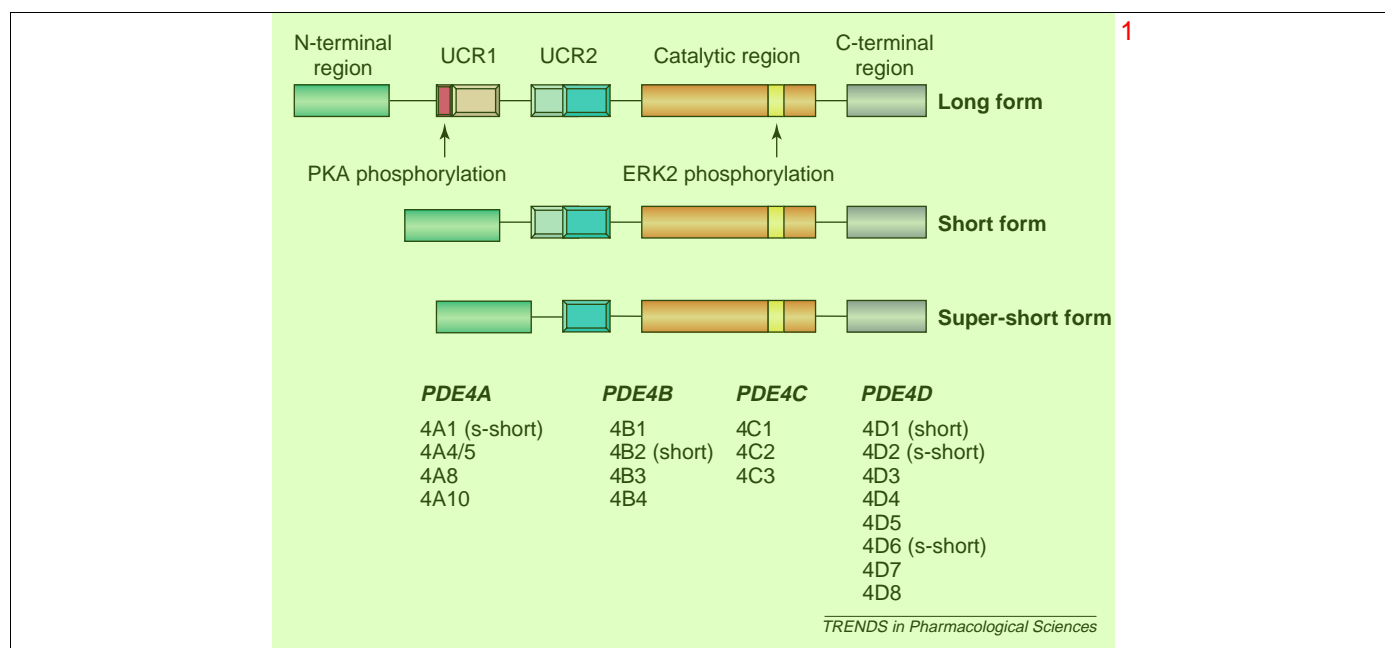 1
N-terminal region
UCR1
UCR2
Catalytic region
C-terminal region
Long form
PKA phosphorylation
ERK2 phosphorylation
Short form
Super-short form
PDE4A
4A1 (s-short)
4A4/5
4A8
4A10
PDE4B
4B1
4B2 (short)
4B3
4B4
PDE4C
4C1
4C2
4C3
PDE4D
4D1 (short)
4D2 (s-short)
4D3
4D4
4D5
4D6 (s-short)
4D7
4D8
TRENDS in Pharmacological Sciences